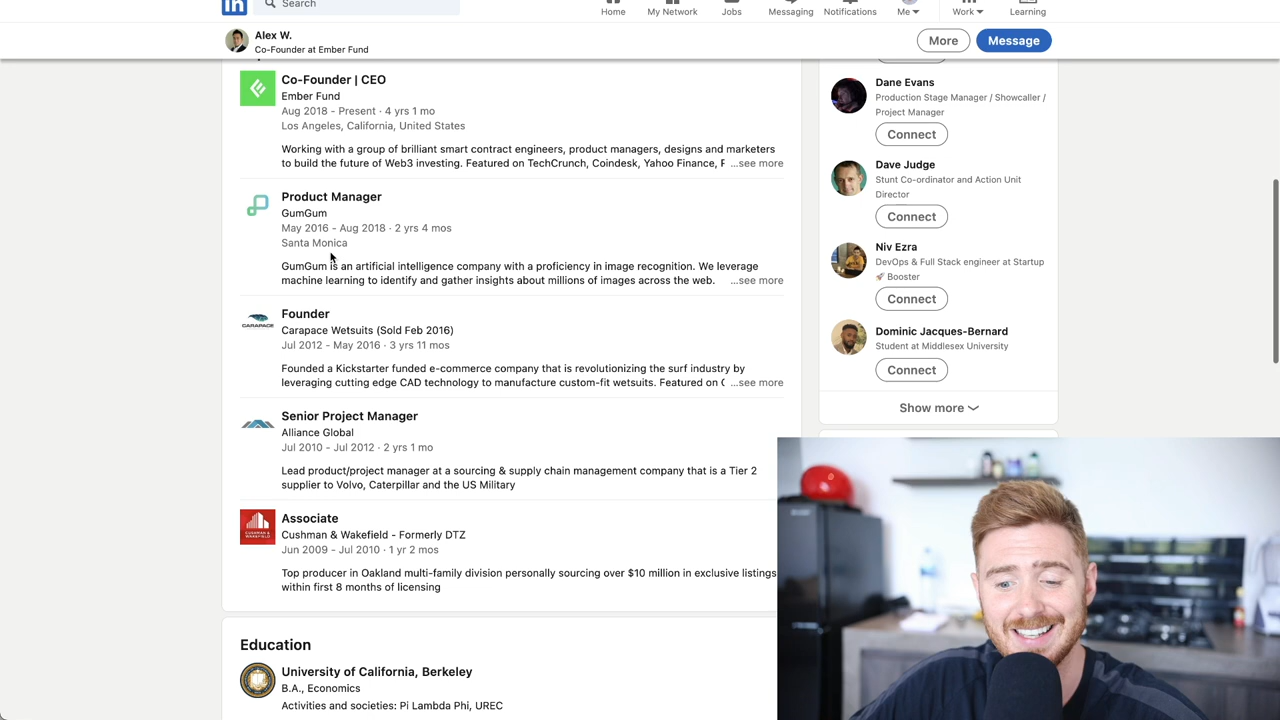 in
Search
Home
My Network
Jobs
Messaging
Notifications
Me
Work
Learning
Alex W.
Co-Founder at Ember Fund
More
Message
Co-Founder | CEO
Ember Fund
Aug 2018 - Present · 4 yrs 1 mo
Los Angeles, California, United States
Working with a group of brilliant smart contract engineers, product managers, designs and marketers
to build the future of Web3 investing. Featured on TechCrunch, Coindesk, Yahoo Finance, F ...see more
Product Manager
GumGum
May 2016 - Aug 2018 · 2 yrs 4 mos
Santa Monica
GumGum is an artificial intelligence company with a proficiency in image recognition. We leverage
machine learning to identify and gather insights about millions of images across the web. ...see more
CARAPACE
Founder
Carapace Wetsuits (Sold Feb 2016)
Jul 2012 - May 2016 · 3 yrs 11 mos
Founded a Kickstarter funded e-commerce company that is revolutionizing the surf industry by
leveraging cutting edge CAD technology to manufacture custom-fit wetsuits. Featured on C ...see more
Senior Project Manager
Alliance Global
Jul 2010 - Jul 2012 · 2 yrs 1 mo
Lead product/project manager at a sourcing & supply chain management company that is a Tier 2
supplier to Volvo, Caterpillar and the US Military
CUSHMAN &
WAKEFIELD
Associate
Cushman & Wakefield - Formerly DTZ
Jun 2009 - Jul 2010 · 1 yr 2 mos
Top producer in Oakland multi-family division personally sourcing over $10 million in exclusive listings
within first 8 months of licensing
Education
University of California, Berkeley
B.A., Economics
Activities and societies: Pi Lambda Phi, UREC
Dane Evans
Production Stage Manager / Showcaller /
Project Manager
Connect
Dave Judge
Stunt Co-ordinator and Action Unit
Director
Connect
Niv Ezra
DevOps & Full Stack engineer at Startup
🚀 Booster
Connect
Dominic Jacques-Bernard
Student at Middlesex University
Connect
Show more